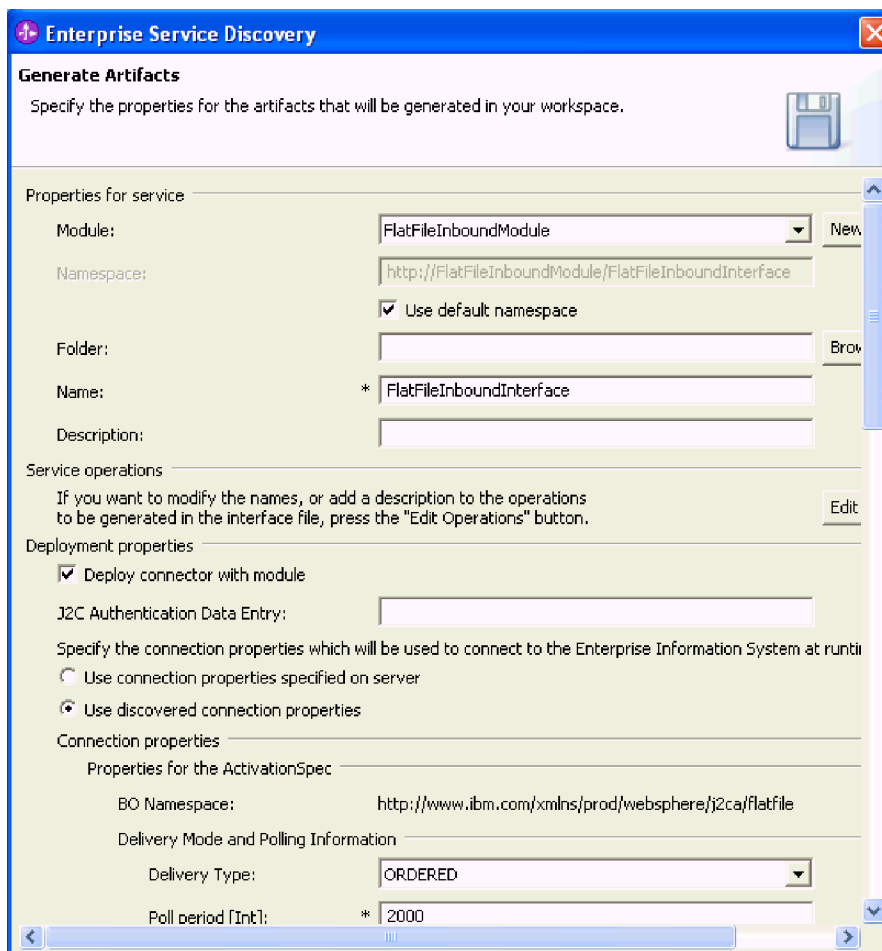 Enterprise Service Discovery
Generate Artifacts
Specify the properties for the artifacts that will be generated in your workspace.
Properties for service
Module: FlatFileInboundModule New
Namespace: http://FlatFileInboundModule/FlatFileInboundInterface
Use default namespace
Folder: Brow
Name: * FlatFileInboundInterface
Description:
Service operations
If you want to modify the names, or add a description to the operations
to be generated in the interface file, press the "Edit Operations" button. Edit
Deployment properties
Deploy connector with module
J2C Authentication Data Entry:
Specify the connection properties which will be used to connect to the Enterprise Information System at runti
Use connection properties specified on server
Use discovered connection properties
Connection properties
Properties for the ActivationSpec
BO Namespace: http://www.ibm.com/xmlns/prod/websphere/j2ca/flatfile
Delivery Mode and Polling Information
Delivery Type: ORDERED
Poll period [Int]: * 2000